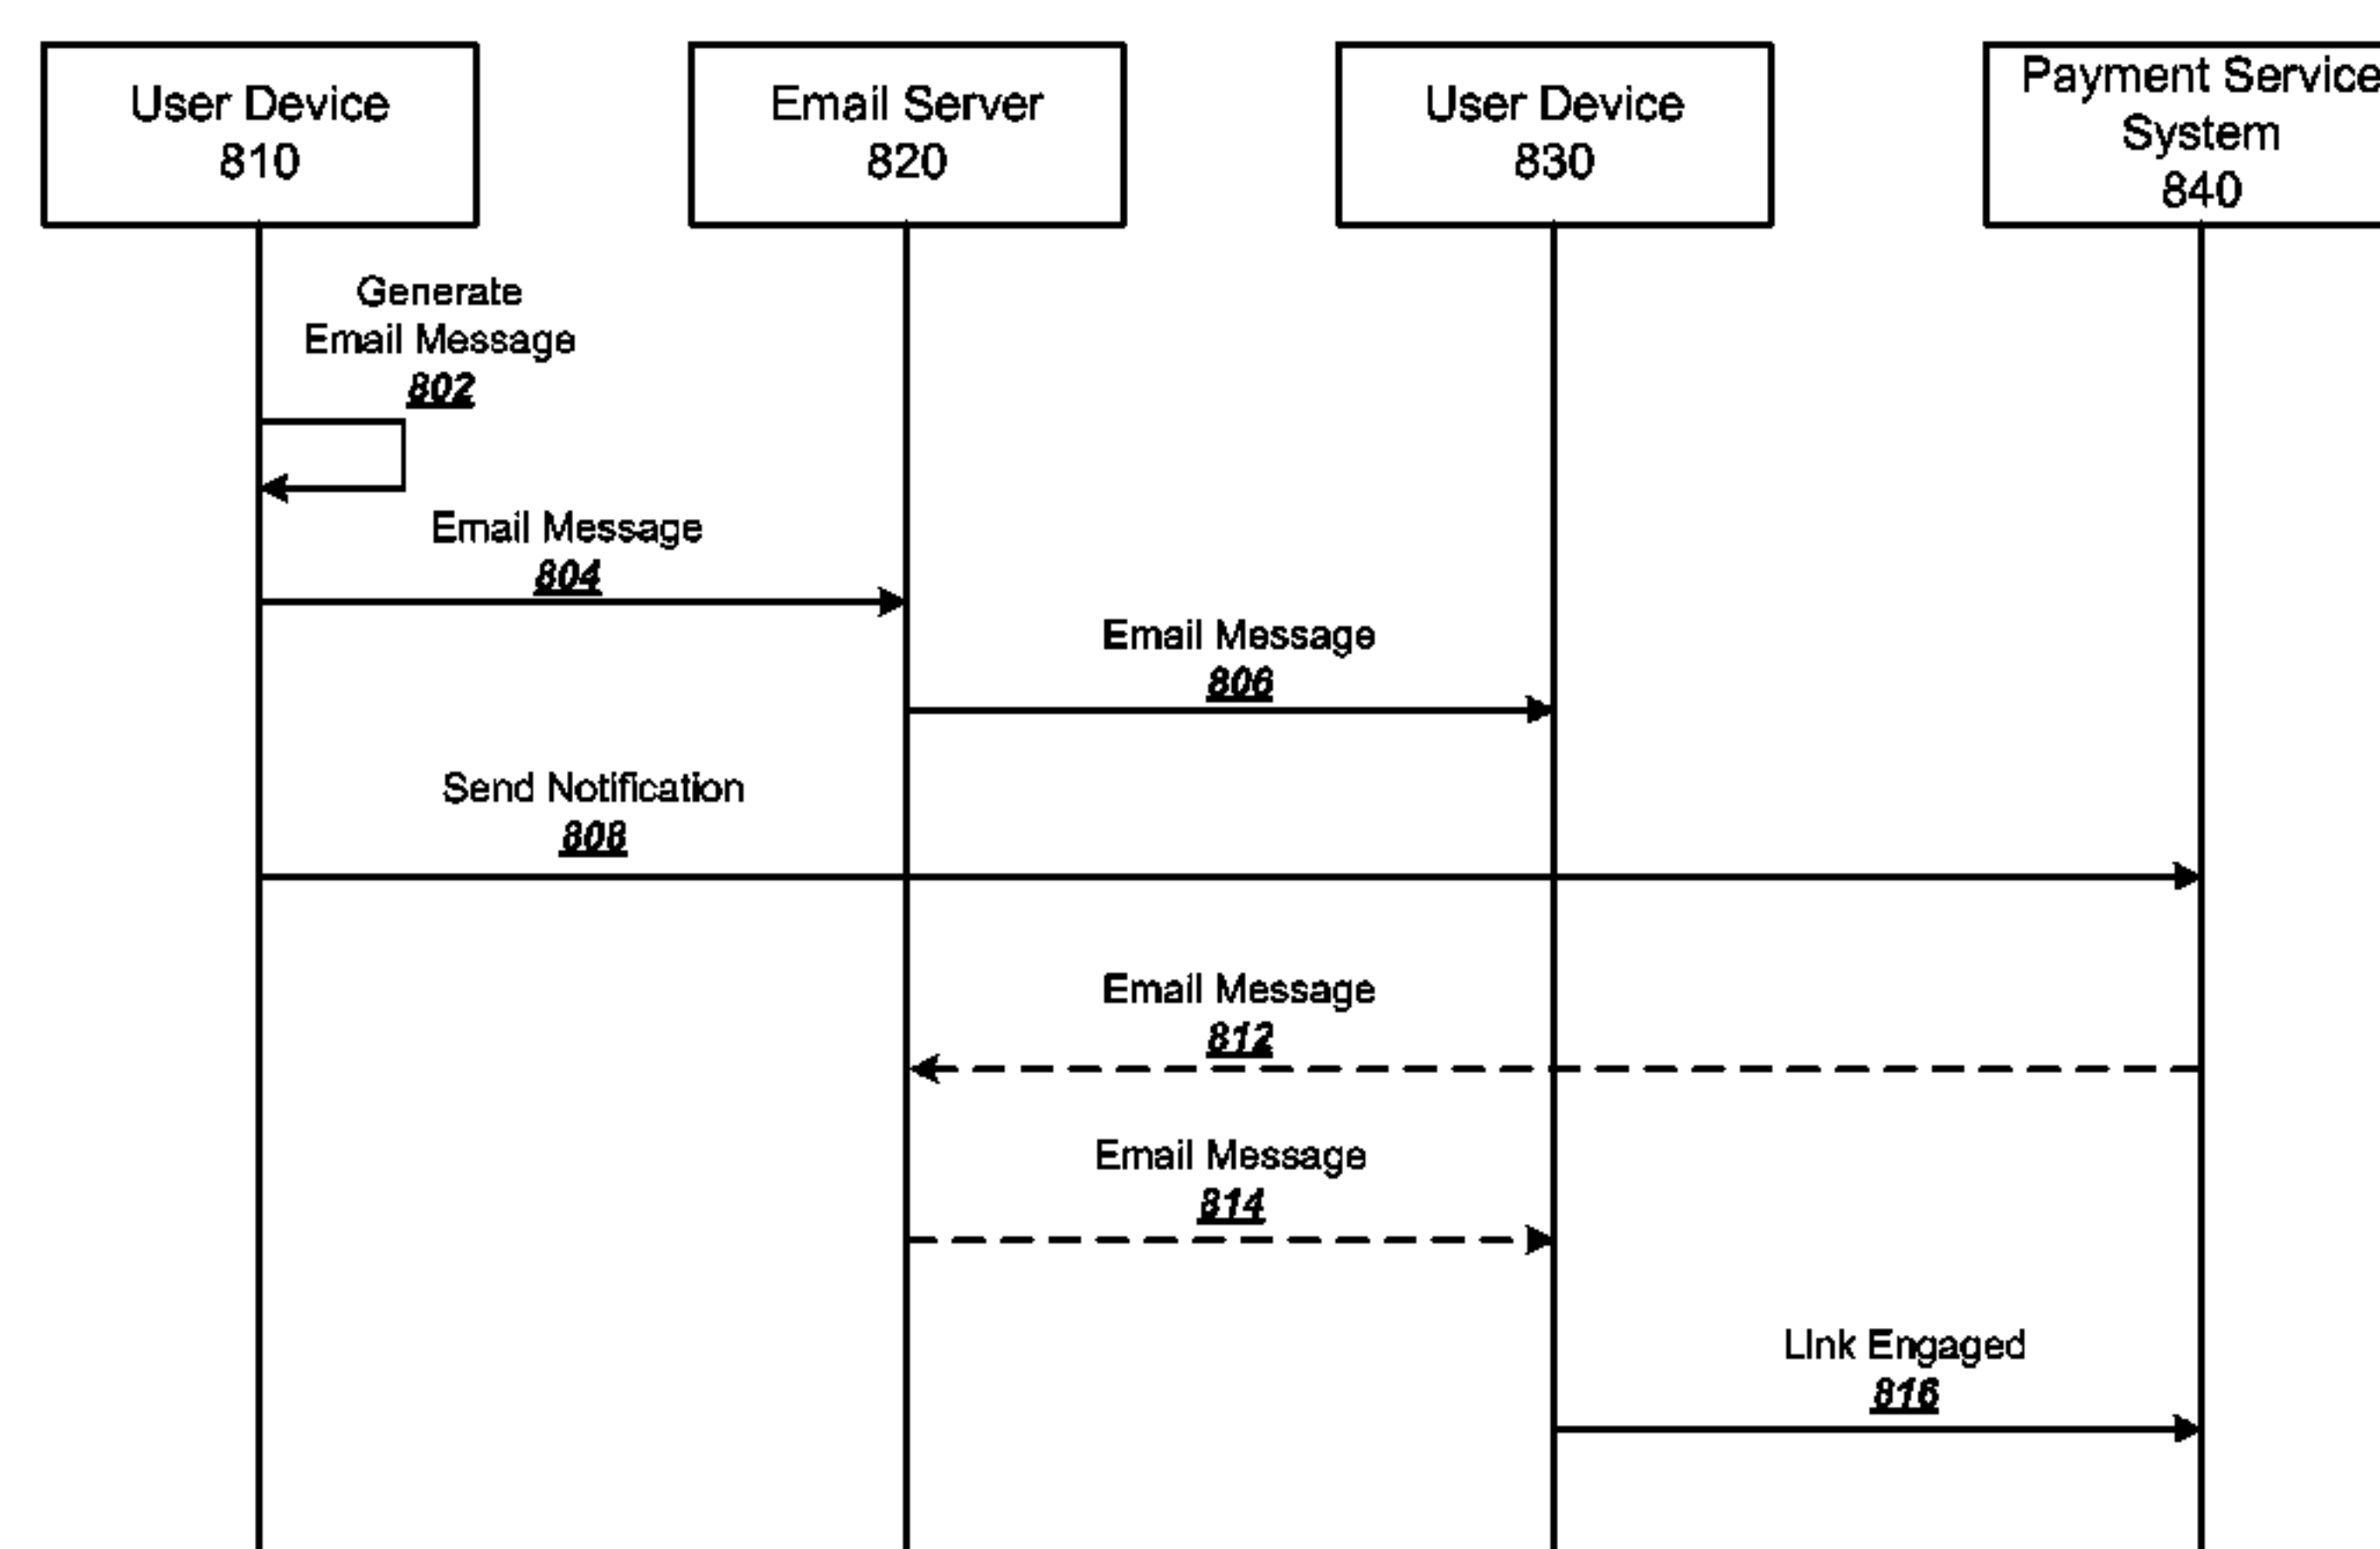 User Device
810
Email Server
820
User Device
830
Payment Service
System
840
Generate
Email Message
802
Email Message
804
Email Message
806
Send Notification
808
Email Message
812
Email Message
814
Link Engaged
816